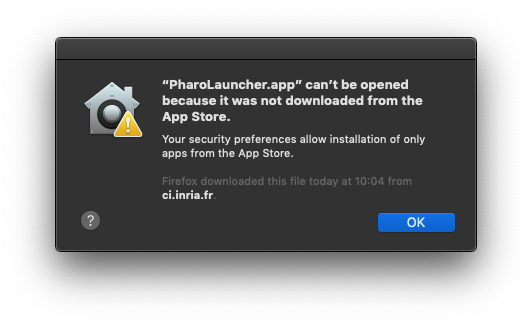 “PharoLauncher.app” can’t be opened
because it was not downloaded from the
App Store.
Your security preferences allow installation of only
apps from the App Store.
Firefox downloaded this file today at 10:04 from
ci.inria.fr.
?
OK